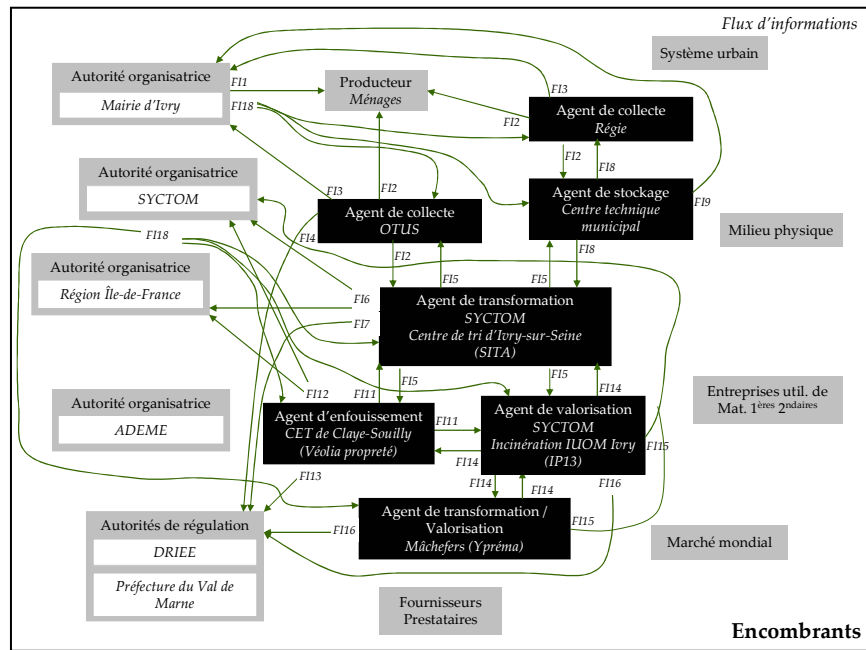 Flux d'informations
Système urbain
Autorité organisatrice
Mairie d'Ivry
FI1
FI18
Producteur
Ménages
FI3
FI2
Agent de collecte
Régie
FI2
FI8
Autorité organisatrice
SYCTOM
FI3
FI2
Agent de stockage
Centre technique
municipal
FI9
Agent de collecte
OTUS
Milieu physique
FI18
FI4
FI2
FI8
FI5
FI5
Autorité organisatrice
Région Île-de-France
FI6
FI7
Agent de transformation
SYCTOM
Centre de tri d'Ivry-sur-Seine
(SITA)
FI12
FI11
FI5
FI5
FI14
Autorité organisatrice
ADEME
Agent d'enfouissement
CET de Claye-Souilly
(Véolia propreté)
FI11
FI14
Agent de valorisation
SYCTOM
Incinération IUOM Ivry
(IP13)
FI15
Entreprises util. de
Mat. 1ères 2ndaires
FI13
FI14
FI14
FI16
Autorités de régulation
DRIEE
Préfecture du Val de
Marne
FI16
Agent de transformation /
Valorisation
Mâchefers (Ypréma)
FI15
Marché mondial
Fournisseurs
Prestataires
Encombrants